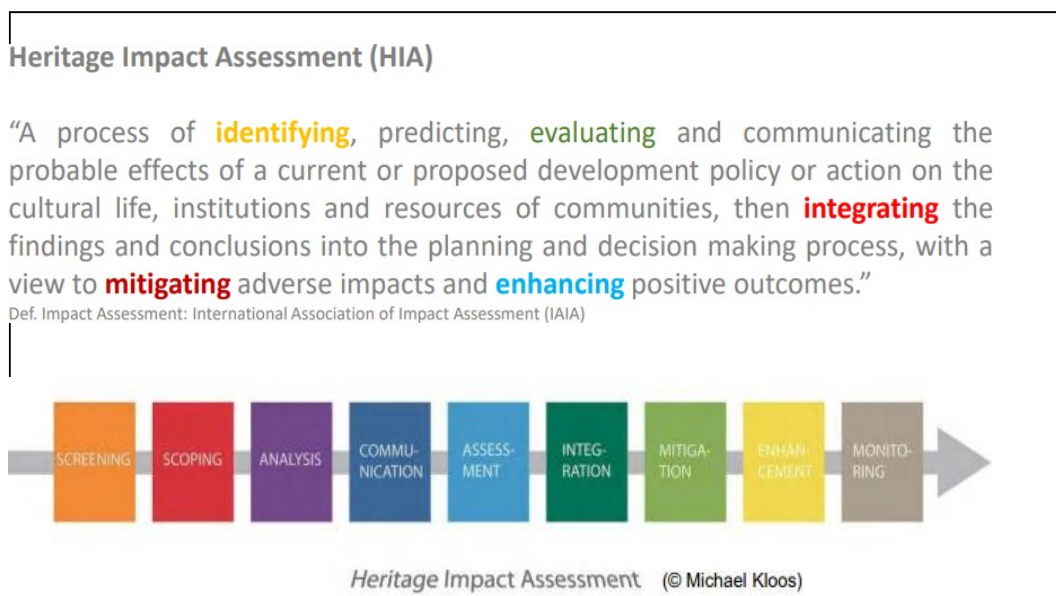 Heritage Impact Assessment (HIA)
“A process of identifying, predicting, evaluating and communicating the
probable effects of a current or proposed development policy or action on the
cultural life, institutions and resources of communities, then integrating the
findings and conclusions into the planning and decision making process, with a
view to mitigating adverse impacts and enhancing positive outcomes.”
Def. Impact Assessment: International Association of Impact Assessment (IAIA)
SCREENING
SCOPING
ANALYSIS
COMMU-
NICATION
ASSESS-
MENT
INTEG-
RATION
MITIGA-
TION
ENHAN-
CEMENT
MONITO-
RING
Heritage Impact Assessment (© Michael Kloos)